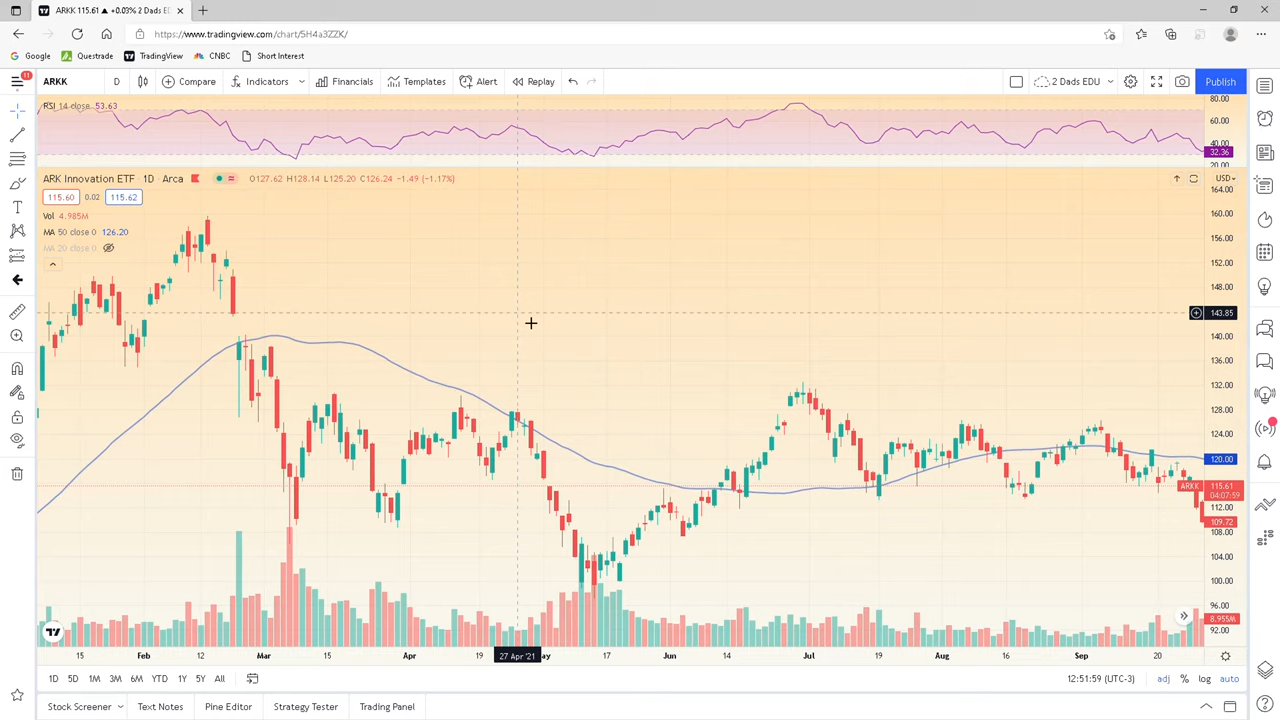 ARKK 115.61 ▲ +0.03% 2 Dads EDU
https://www.tradingview.com/chart/5H4a3ZZK/
Google Questrade TradingView CNBC Short Interest
11
ARKK D Compare Indicators Financials Templates Alert Replay 2 Dads EDU Publish
RSI 14 close 53.63
80.00
60.00
40.00
32.36
20.00
ARK Innovation ETF · 1D · Arca O127.62 H128.14 L125.20 C126.24 −1.49 (−1.17%)
USD
115.60 0.02 115.62
Vol 4.985M
MA 50 close 0 126.20
MA 20 close 0
164.00
160.00
156.00
152.00
148.00
143.85
140.00
136.00
132.00
128.00
124.00
120.00
ARKK 115.61
04:07:59
112.00
109.72
108.00
104.00
100.00
96.00
8.955M
92.00
15 Feb 12 Mar 15 Apr 19 27 Apr '21 ay 17 Jun 14 Jul 19 Aug 16 Sep 20
1D 5D 1M 3M 6M YTD 1Y 5Y All 12:51:59 (UTC-3) adj % log auto
Stock Screener Text Notes Pine Editor Strategy Tester Trading Panel